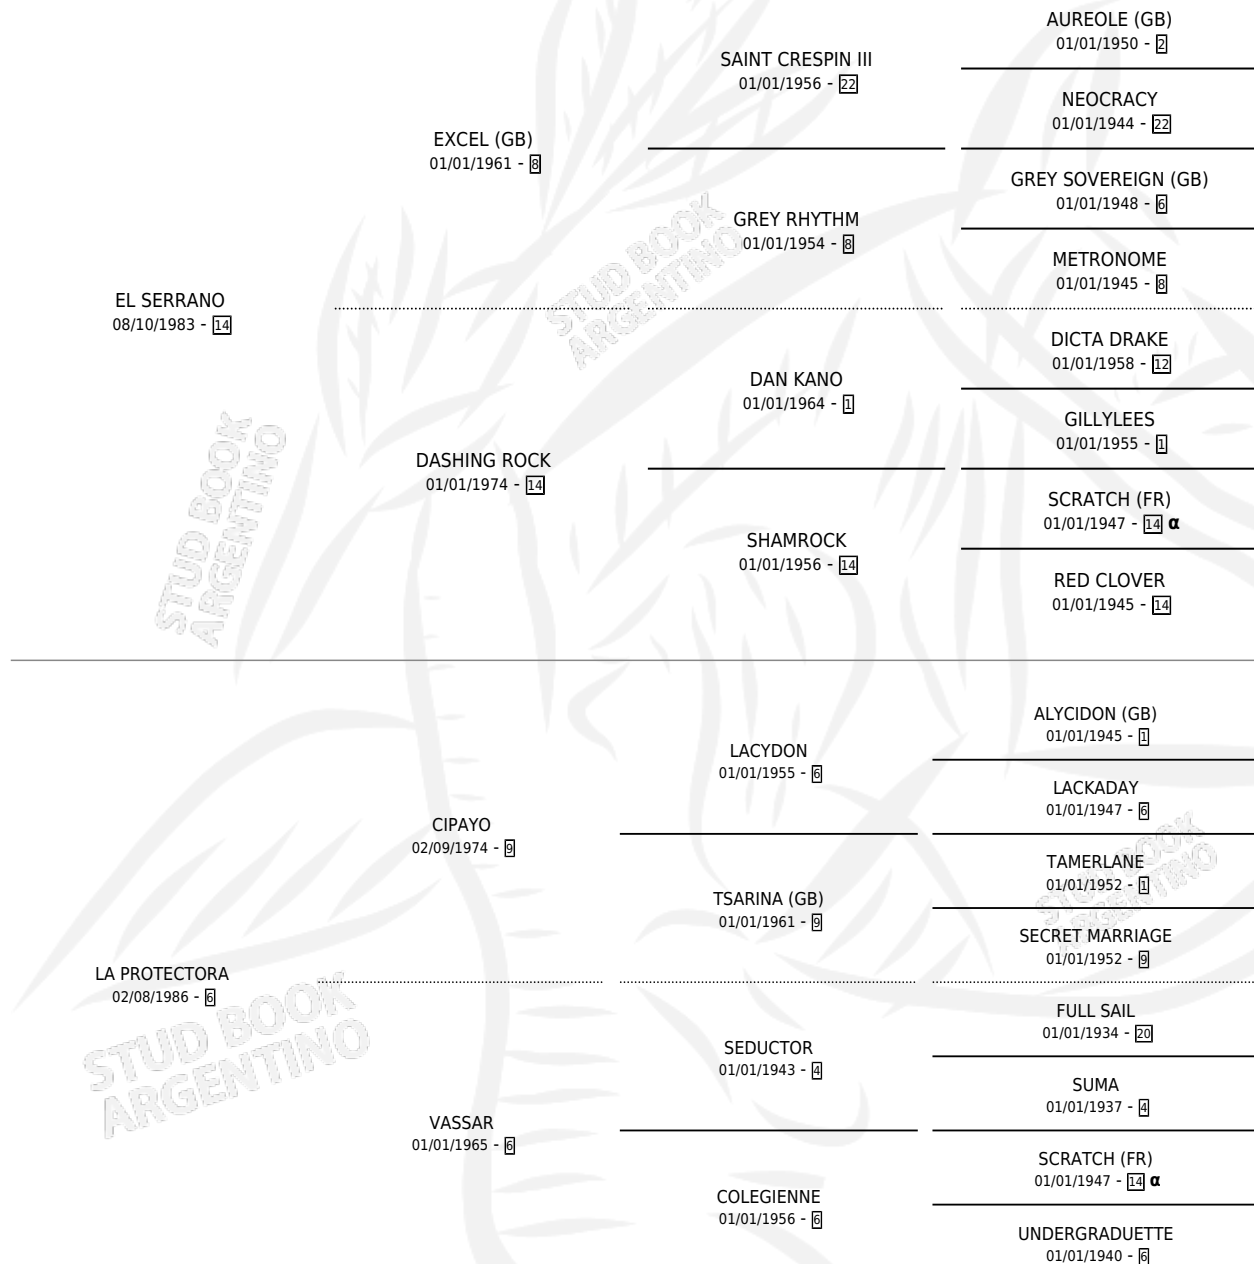 AUREOLE (GB)
01/01/1950 - 2
SAINT CRESPIN III
01/01/1956 - 22
NEOCRACY
01/01/1944 - 22
EXCEL (GB)
01/01/1961 - 8
GREY SOVEREIGN (GB)
01/01/1948 - 6
GREY RHYTHM
01/01/1954 - 8
METRONOME
01/01/1945 - 8
EL SERRANO
08/10/1983 - 14
DICTA DRAKE
01/01/1958 - 12
DAN KANO
01/01/1964 - 1
GILLYLEES
01/01/1955 - 1
DASHING ROCK
01/01/1974 - 14
SCRATCH (FR)
01/01/1947 - 14 α
SHAMROCK
01/01/1956 - 14
RED CLOVER
01/01/1945 - 14
ALYCIDON (GB)
01/01/1945 - 1
LACYDON
01/01/1955 - 6
LACKADAY
01/01/1947 - 6
CIPAYO
02/09/1974 - 9
TAMERLANE
01/01/1952 - 1
TSARINA (GB)
01/01/1961 - 9
SECRET MARRIAGE
01/01/1952 - 9
LA PROTECTORA
02/08/1986 - 6
FULL SAIL
01/01/1934 - 20
SEDUCTOR
01/01/1943 - 4
SUMA
01/01/1937 - 4
VASSAR
01/01/1965 - 6
SCRATCH (FR)
01/01/1947 - 14 α
COLEGIENNE
01/01/1956 - 6
UNDERGRADUETTE
01/01/1940 - 6
STUD BOOK
ARGENTINO
STUD BOOK
ARGENTINO
STUD BOOK
ARGENTINO
STUD BOOK
ARGENTINO